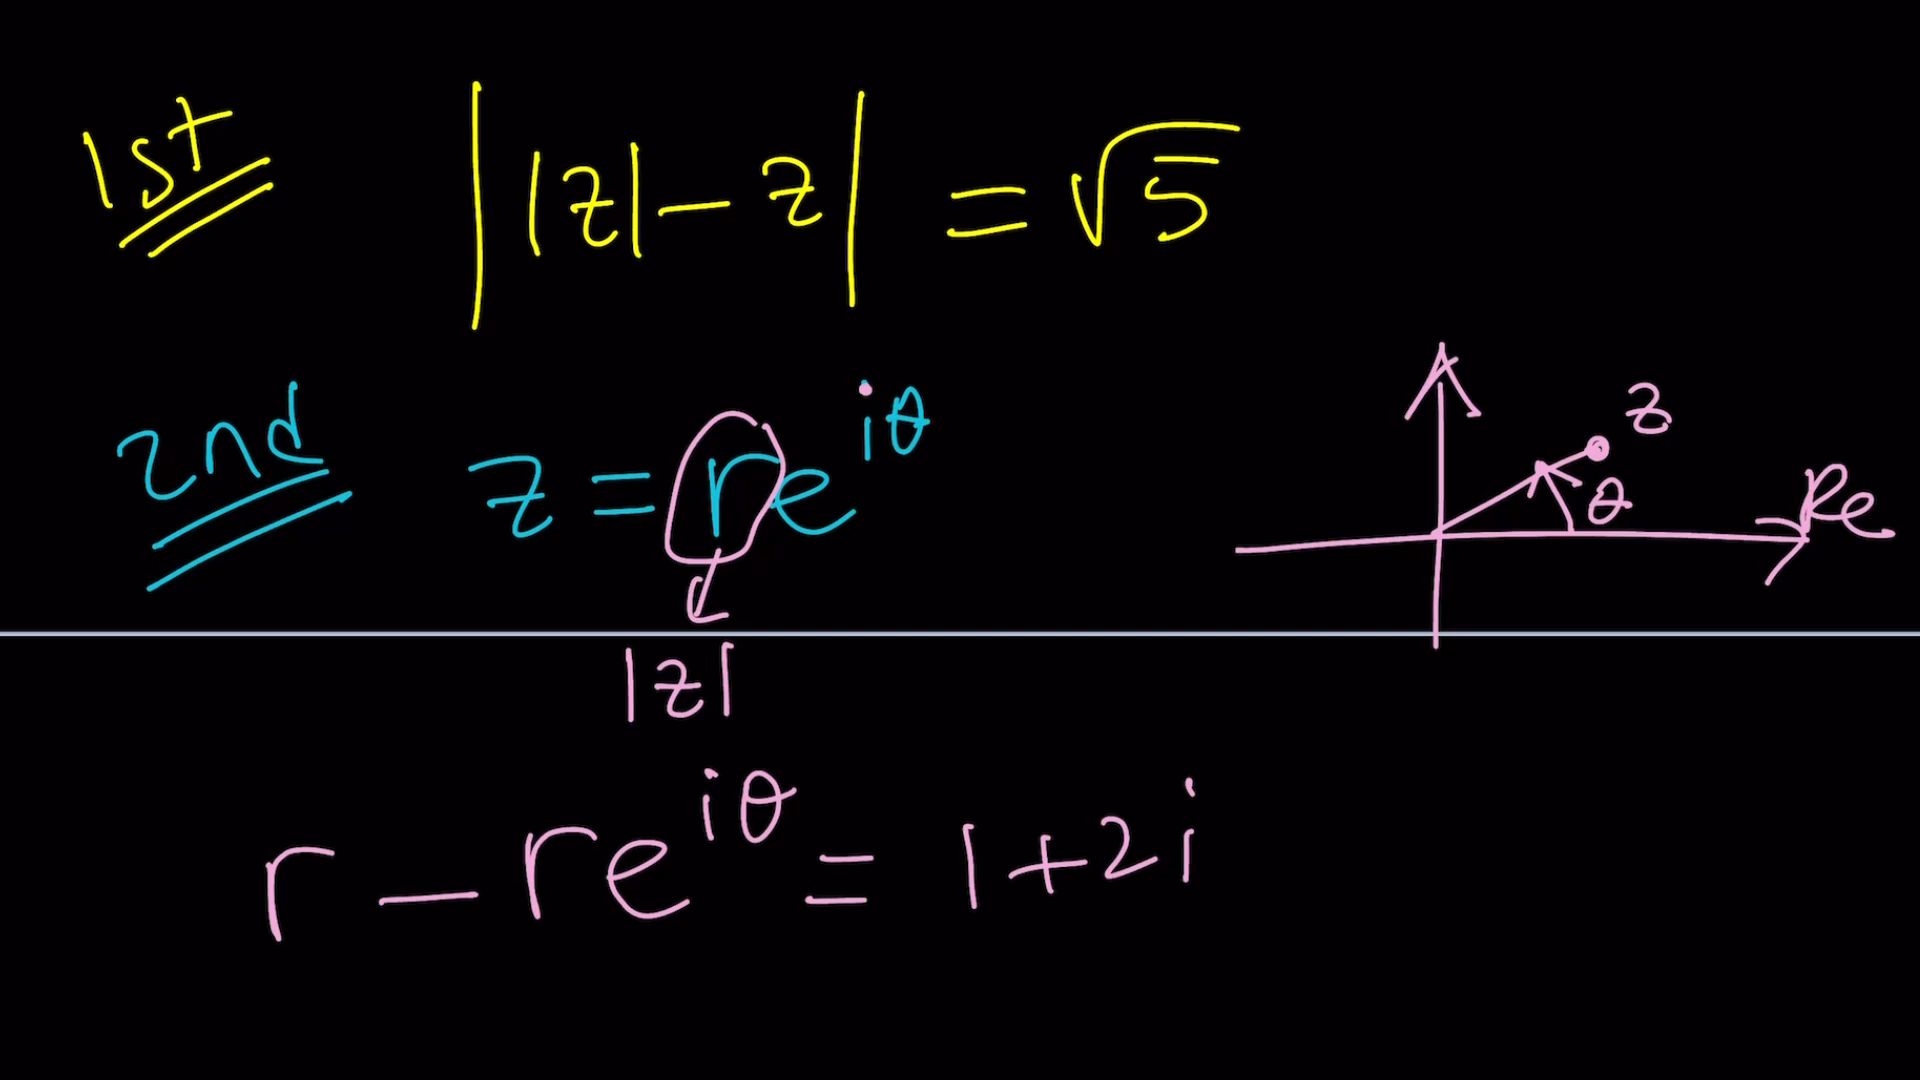 1st ||z|-z| = √5
2nd z = re^{iθ}
z
θ
Re
|z|
r - re^{iθ} = 1+2i